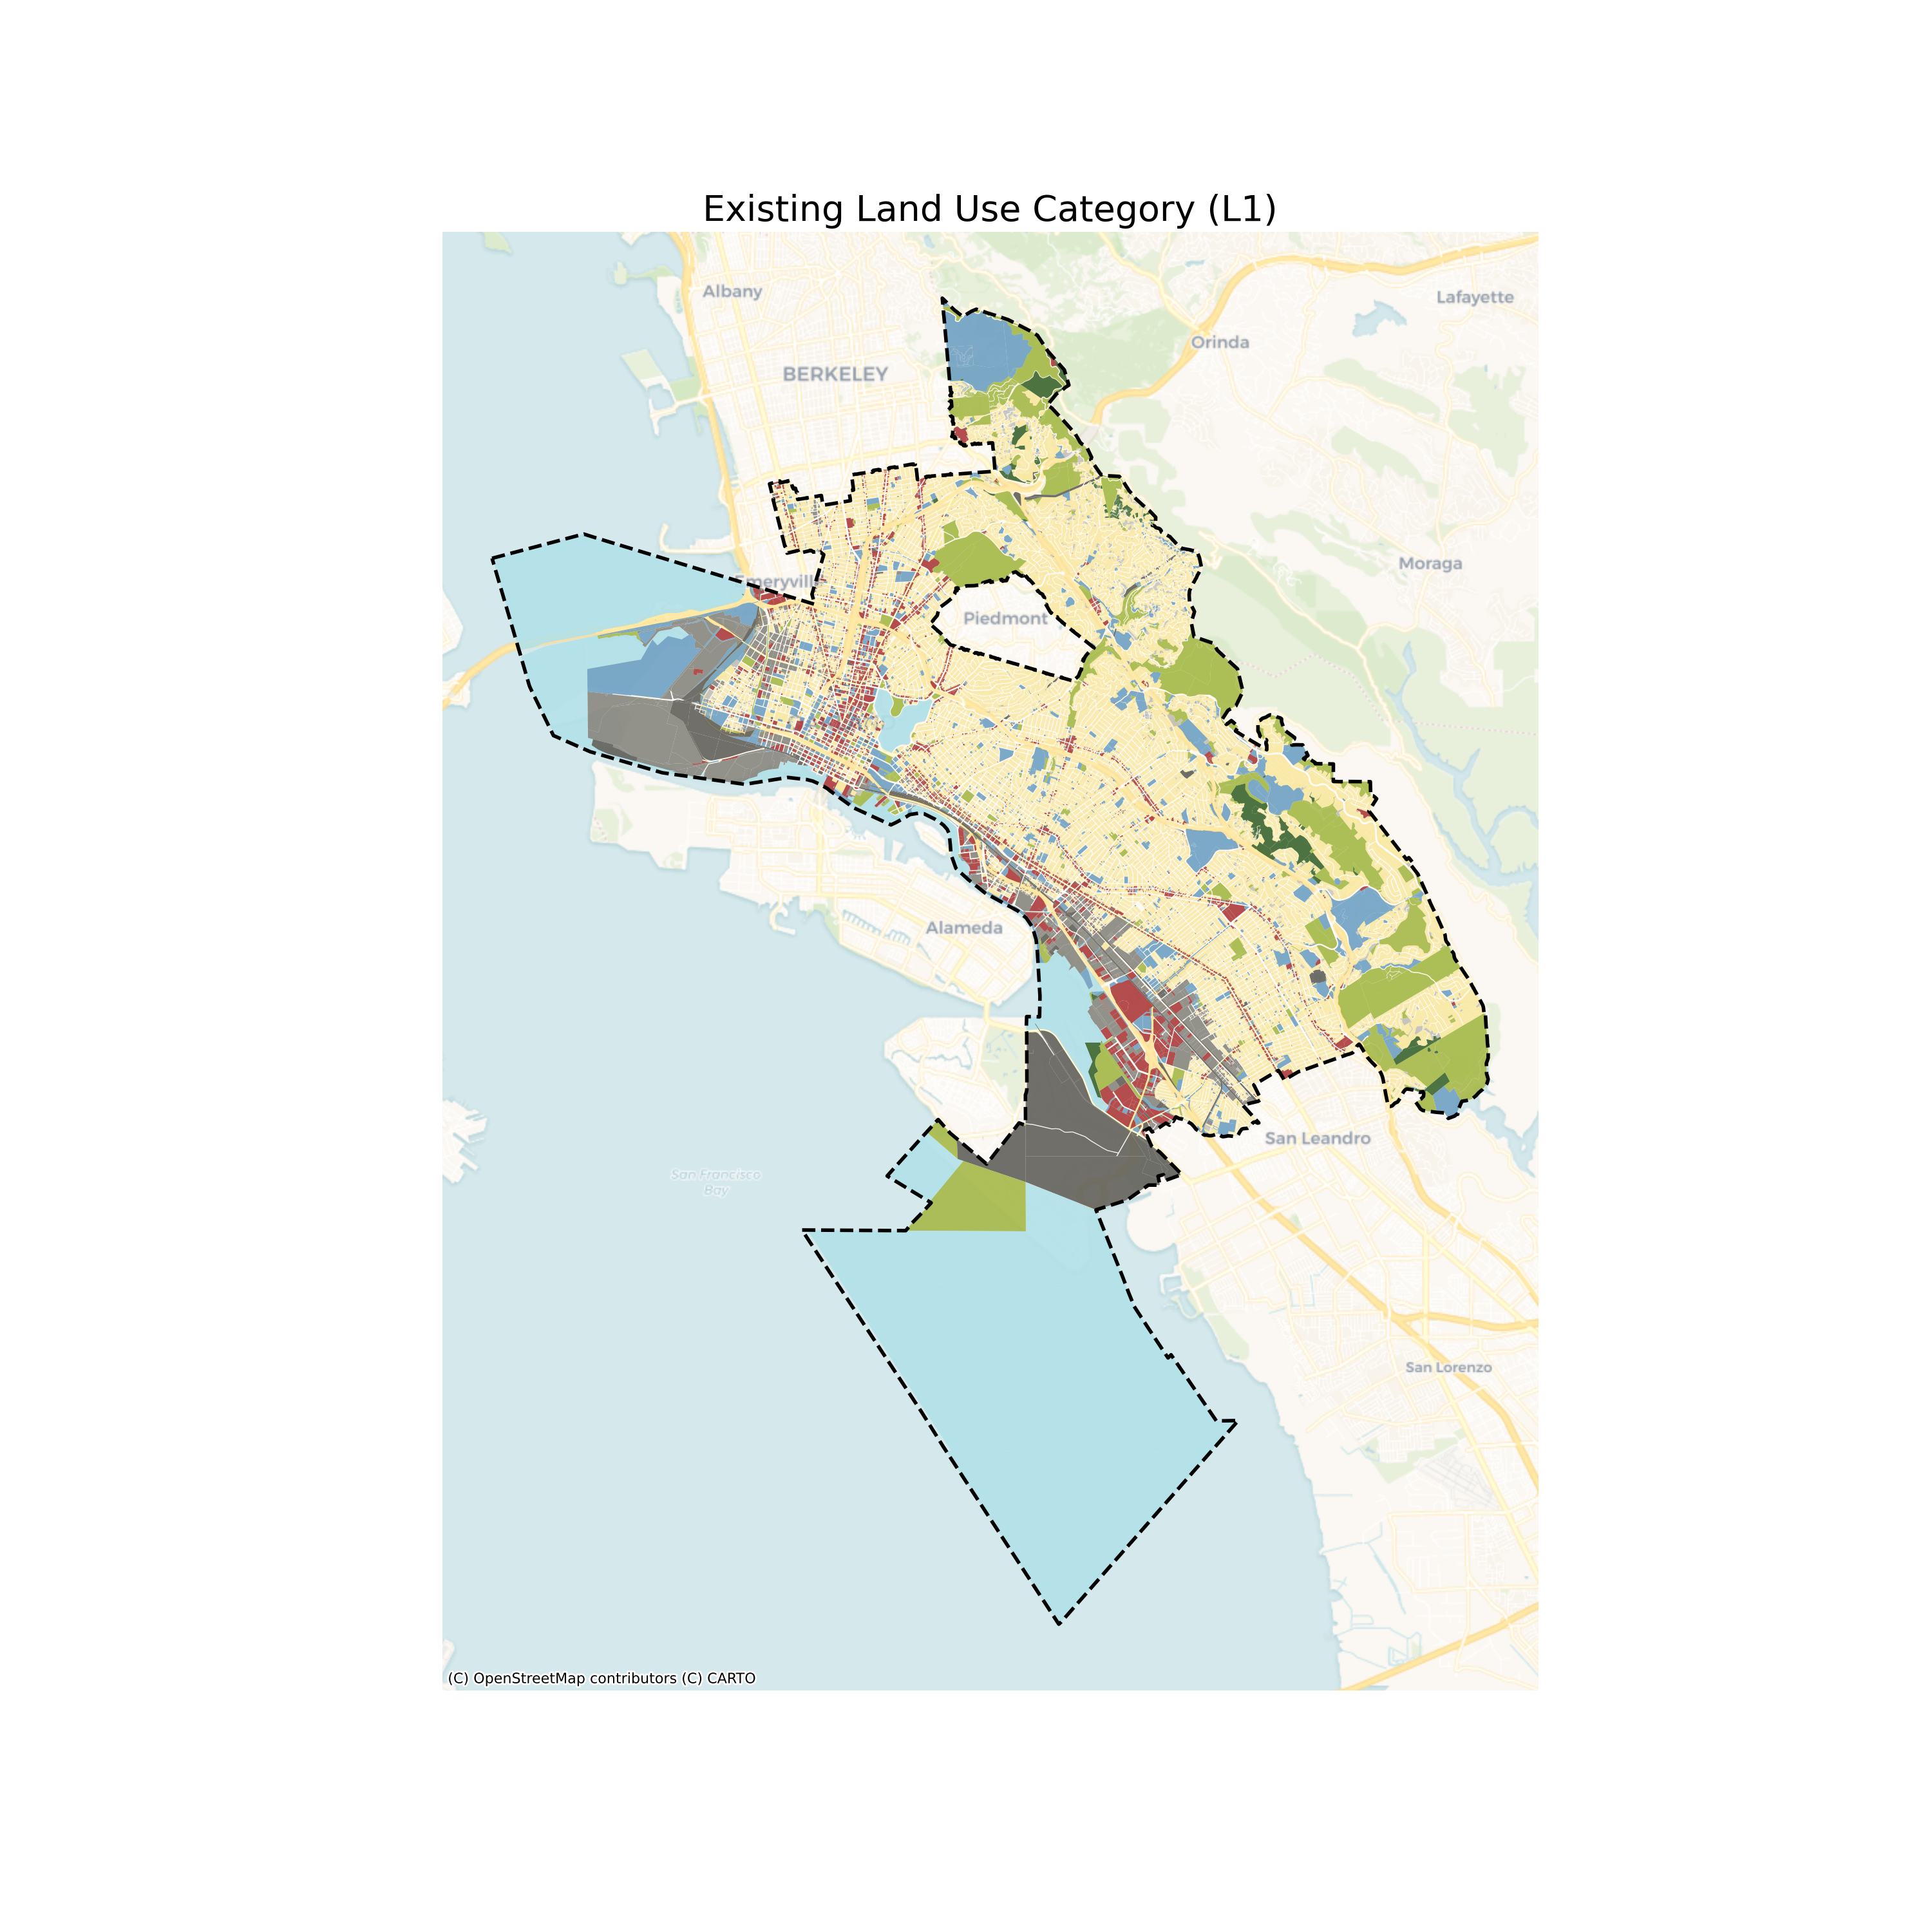 Existing Land Use Category (L1)
Albany
Lafayette
Orinda
BERKELEY
Moraga
Emeryville
Piedmont
Alameda
San Leandro
San Francisco
Bay
San Lorenzo
(C) OpenStreetMap contributors (C) CARTO